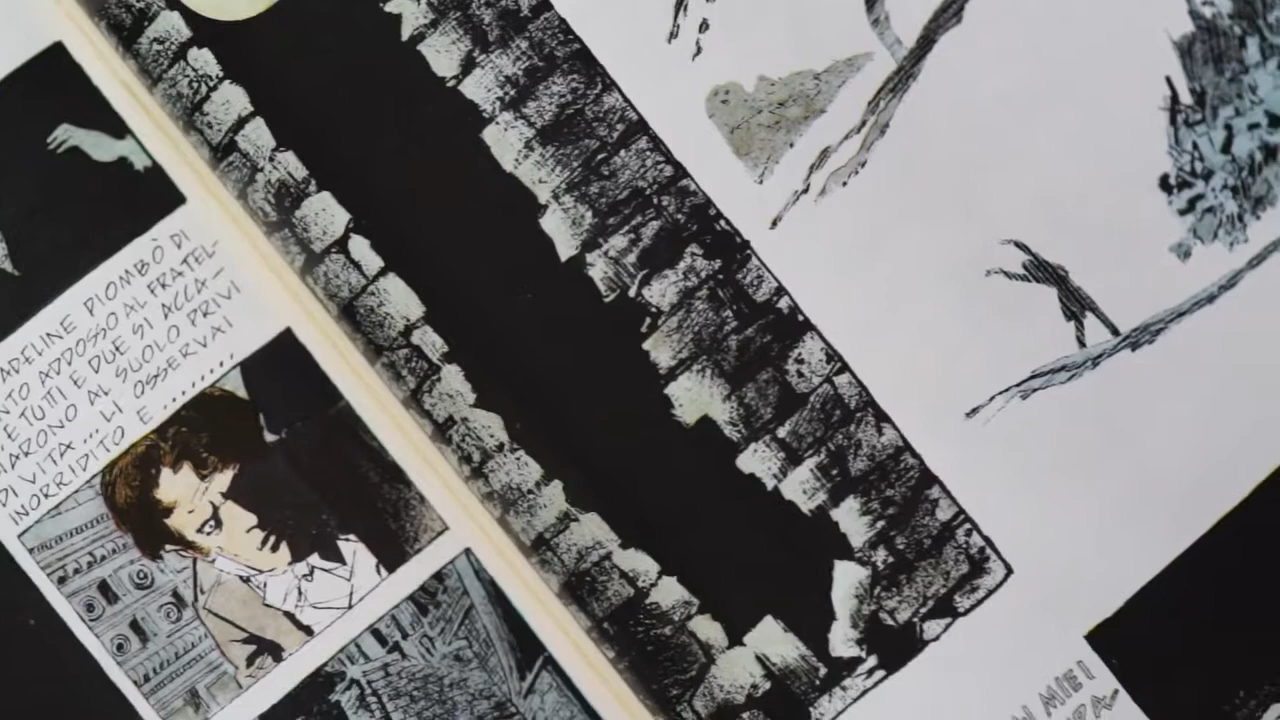 ADELINE PIOMBÒ DI
NTO ADDOSSO AL FRATEL-
E TUTTI E DUE SI ACCA-
IARONO AL SUOLO PRIVI
DI VITA... LI OSSERVAI
INORRIDITO E ........
MIEI